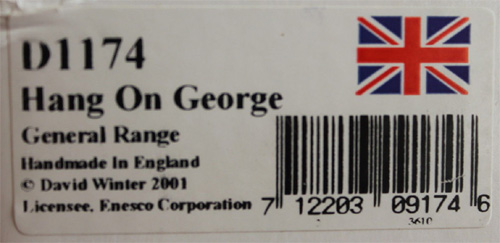 D1174
Hang On George
General Range
Handmade In England
© David Winter 2001
Licensee. Enesco Corporation
7 12203 09174 6
3610